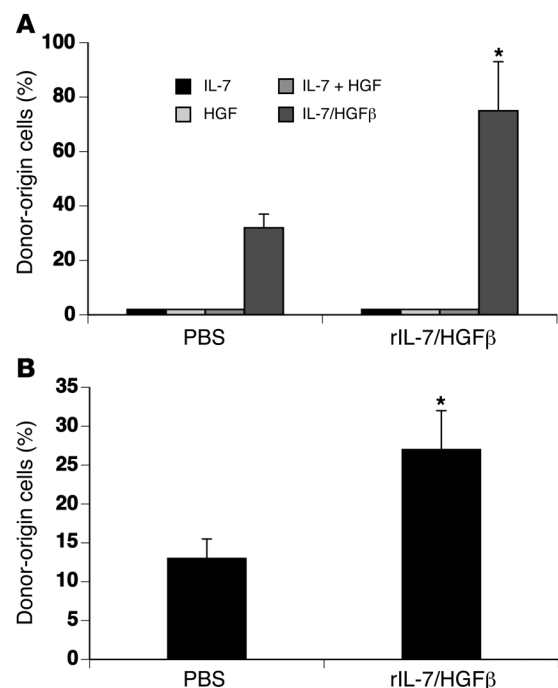 A
Donor-origin cells (%)
100
80
60
40
20
0
IL-7
IL-7 + HGF
HGF
IL-7/HGFβ
*
PBS
rIL-7/HGFβ
B
Donor-origin cells (%)
35
30
25
20
15
10
5
0
*
PBS
rIL-7/HGFβ